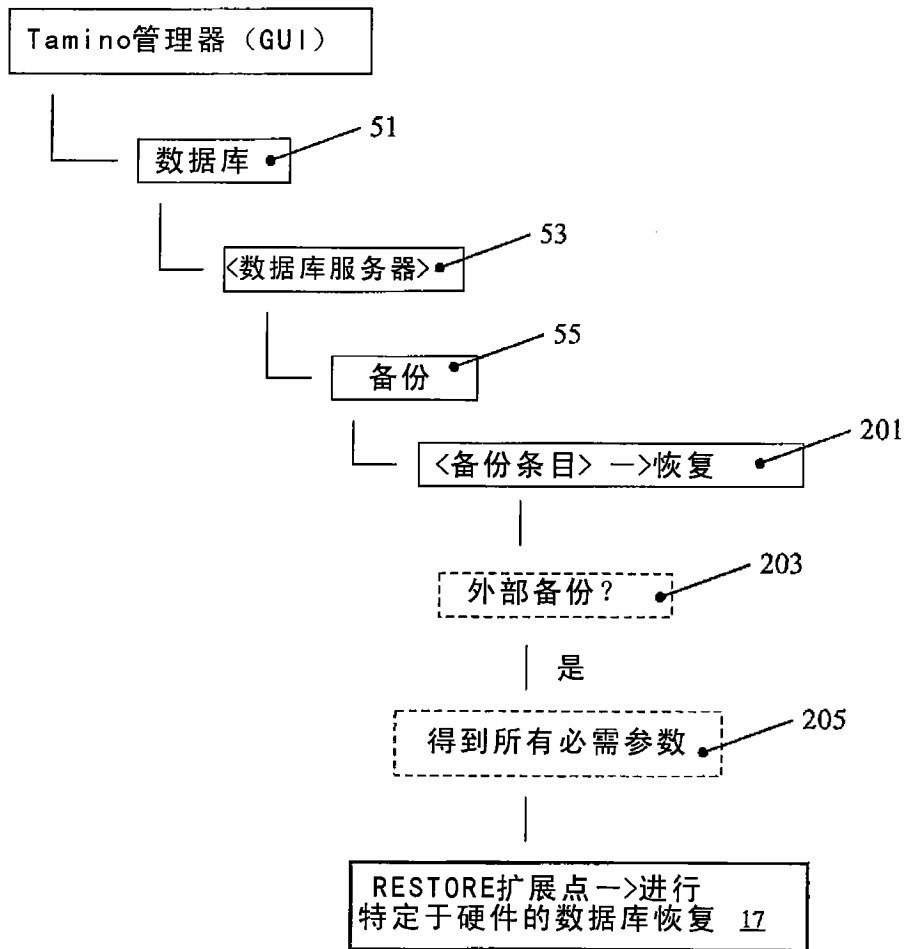 Tamino管理器（GUI）
51
数据库
53
<数据库服务器>
55
备份
201
<备份条目> —>恢复
203
外部备份？
是
205
得到所有必需参数
RESTORE扩展点—>进行
特定于硬件的数据库恢复 17